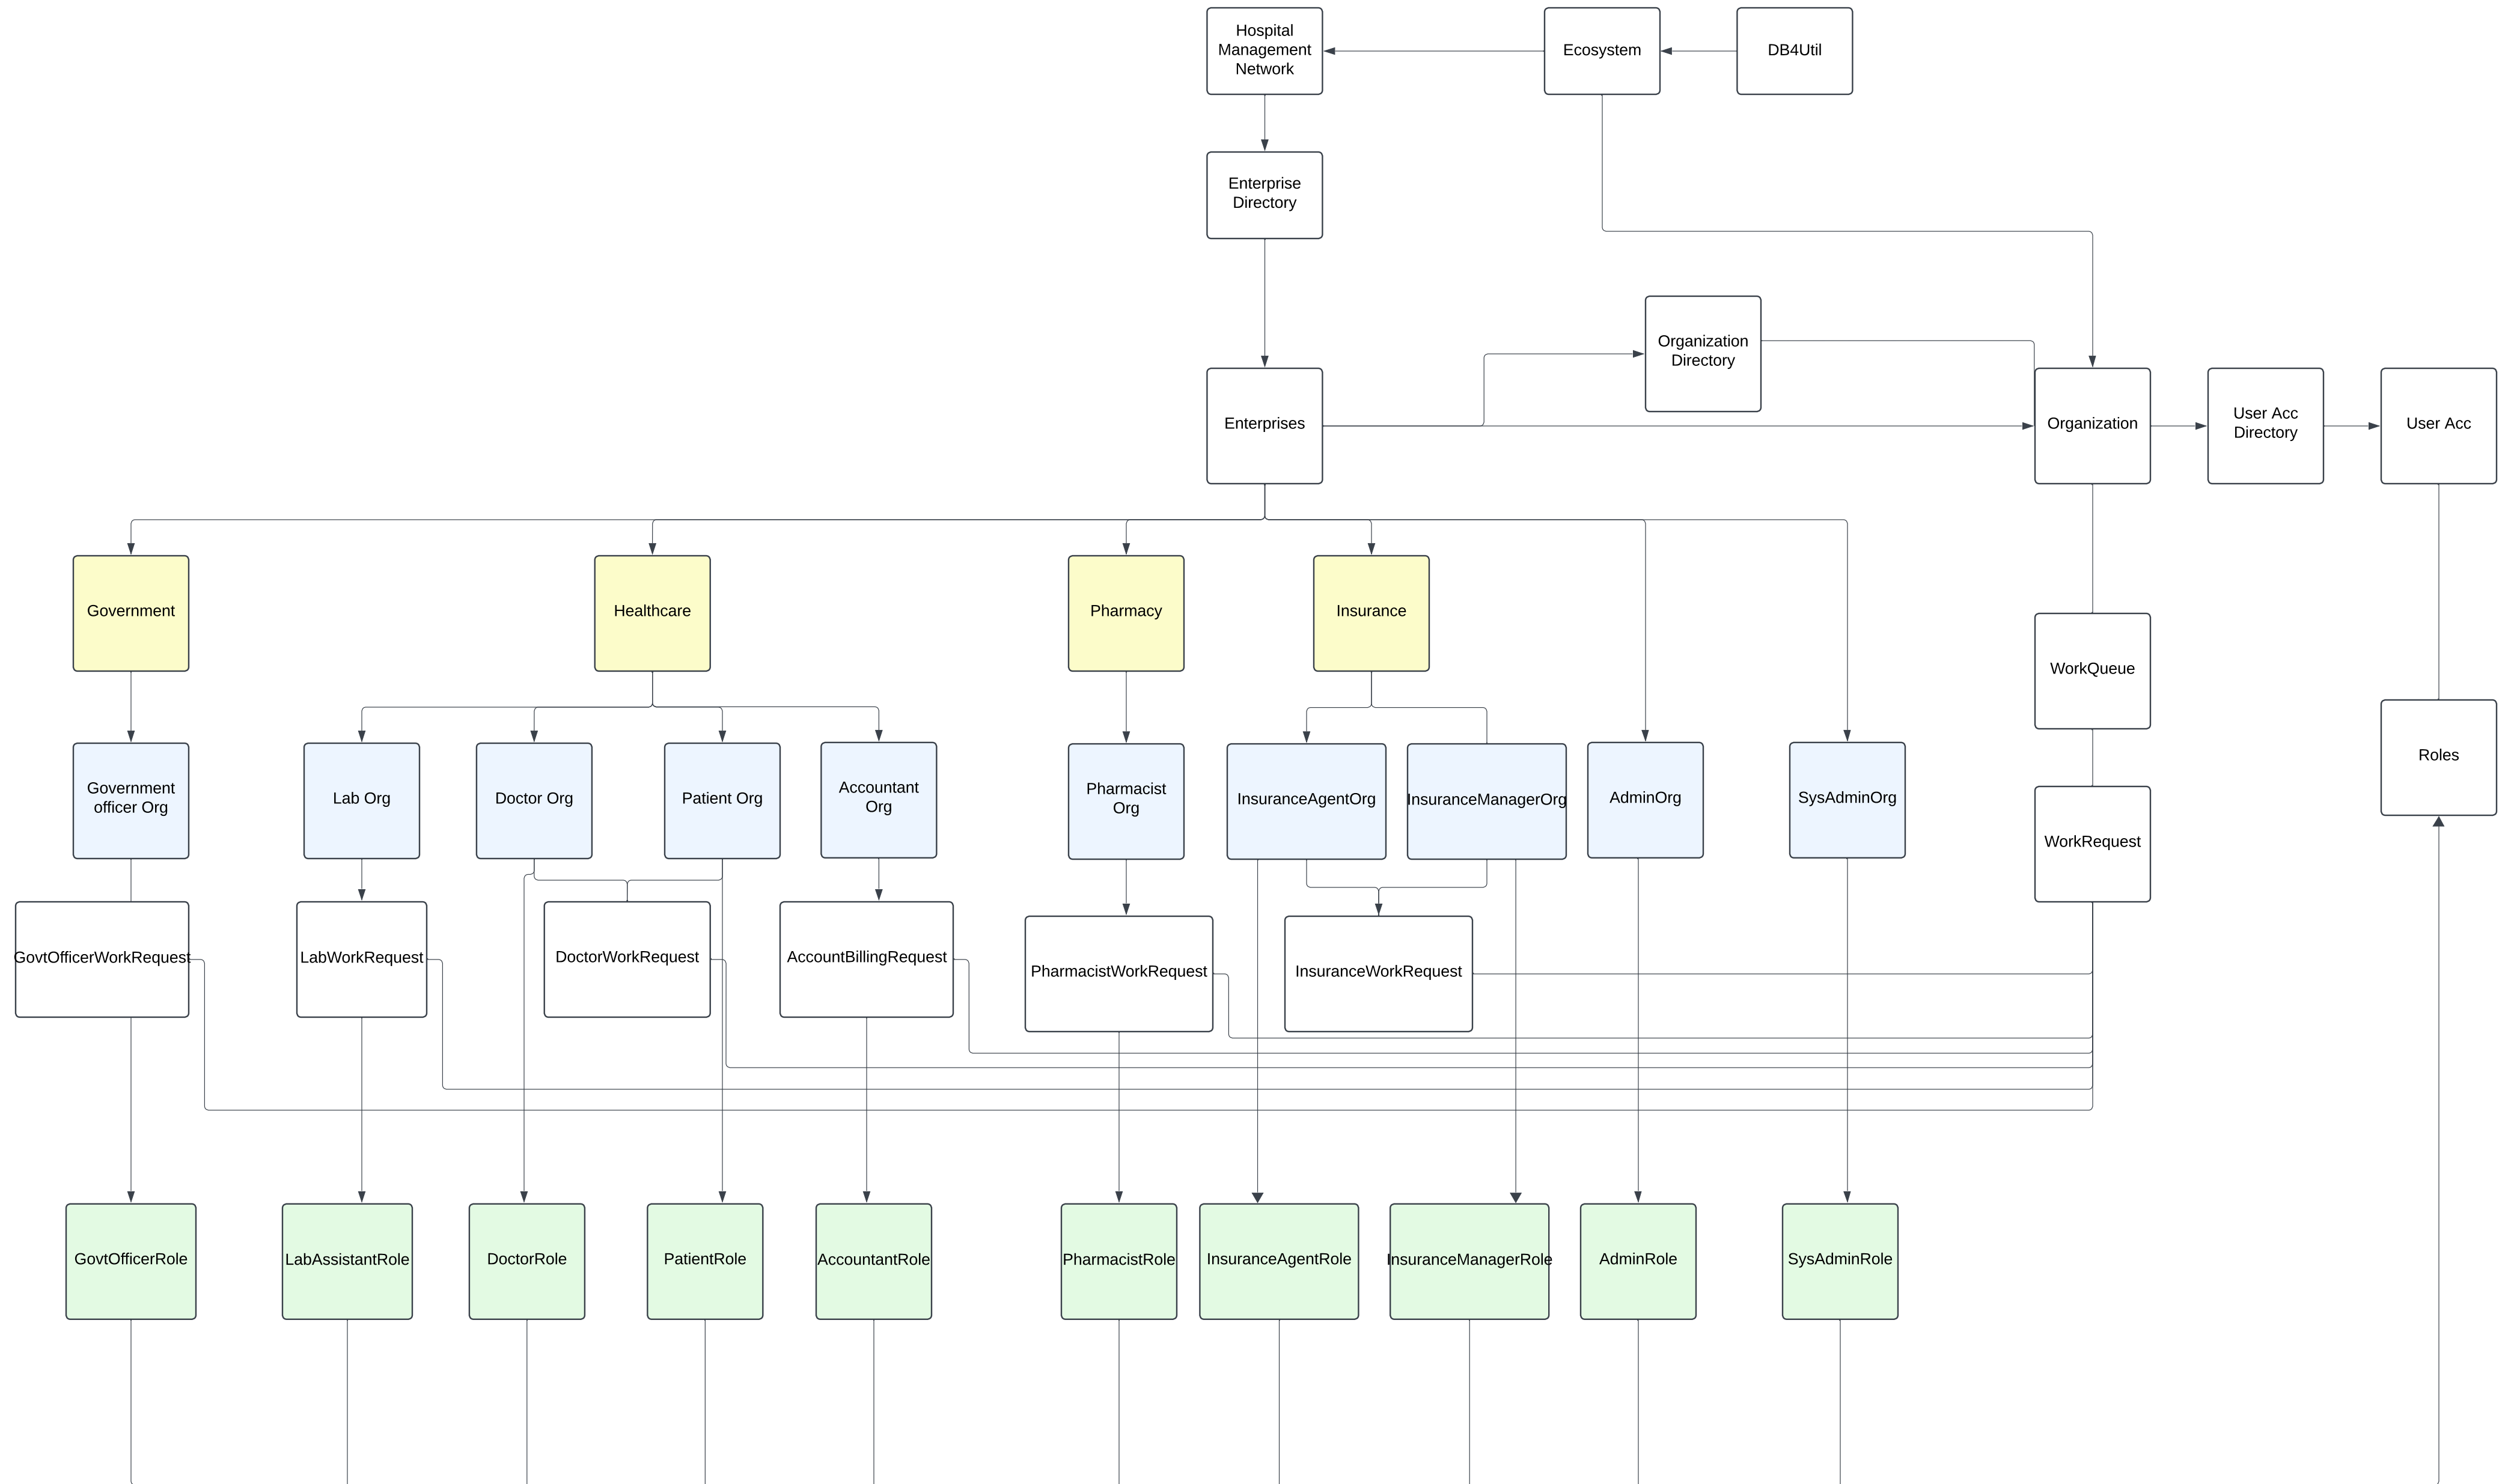 Hospital
Management
Network
Ecosystem
DB4Util
Enterprise
Directory
Organization
Directory
Enterprises
Organization
User Acc
Directory
User Acc
Government
Healthcare
Pharmacy
Insurance
WorkQueue
Roles
Government
officer Org
Lab Org
Doctor Org
Patient Org
Accountant
Org
Pharmacist
Org
InsuranceAgentOrg
InsuranceManagerOrg
AdminOrg
SysAdminOrg
WorkRequest
GovtOfficerWorkRequest
LabWorkRequest
DoctorWorkRequest
AccountBillingRequest
PharmacistWorkRequest
InsuranceWorkRequest
GovtOfficerRole
LabAssistantRole
DoctorRole
PatientRole
AccountantRole
PharmacistRole
InsuranceAgentRole
InsuranceManagerRole
AdminRole
SysAdminRole